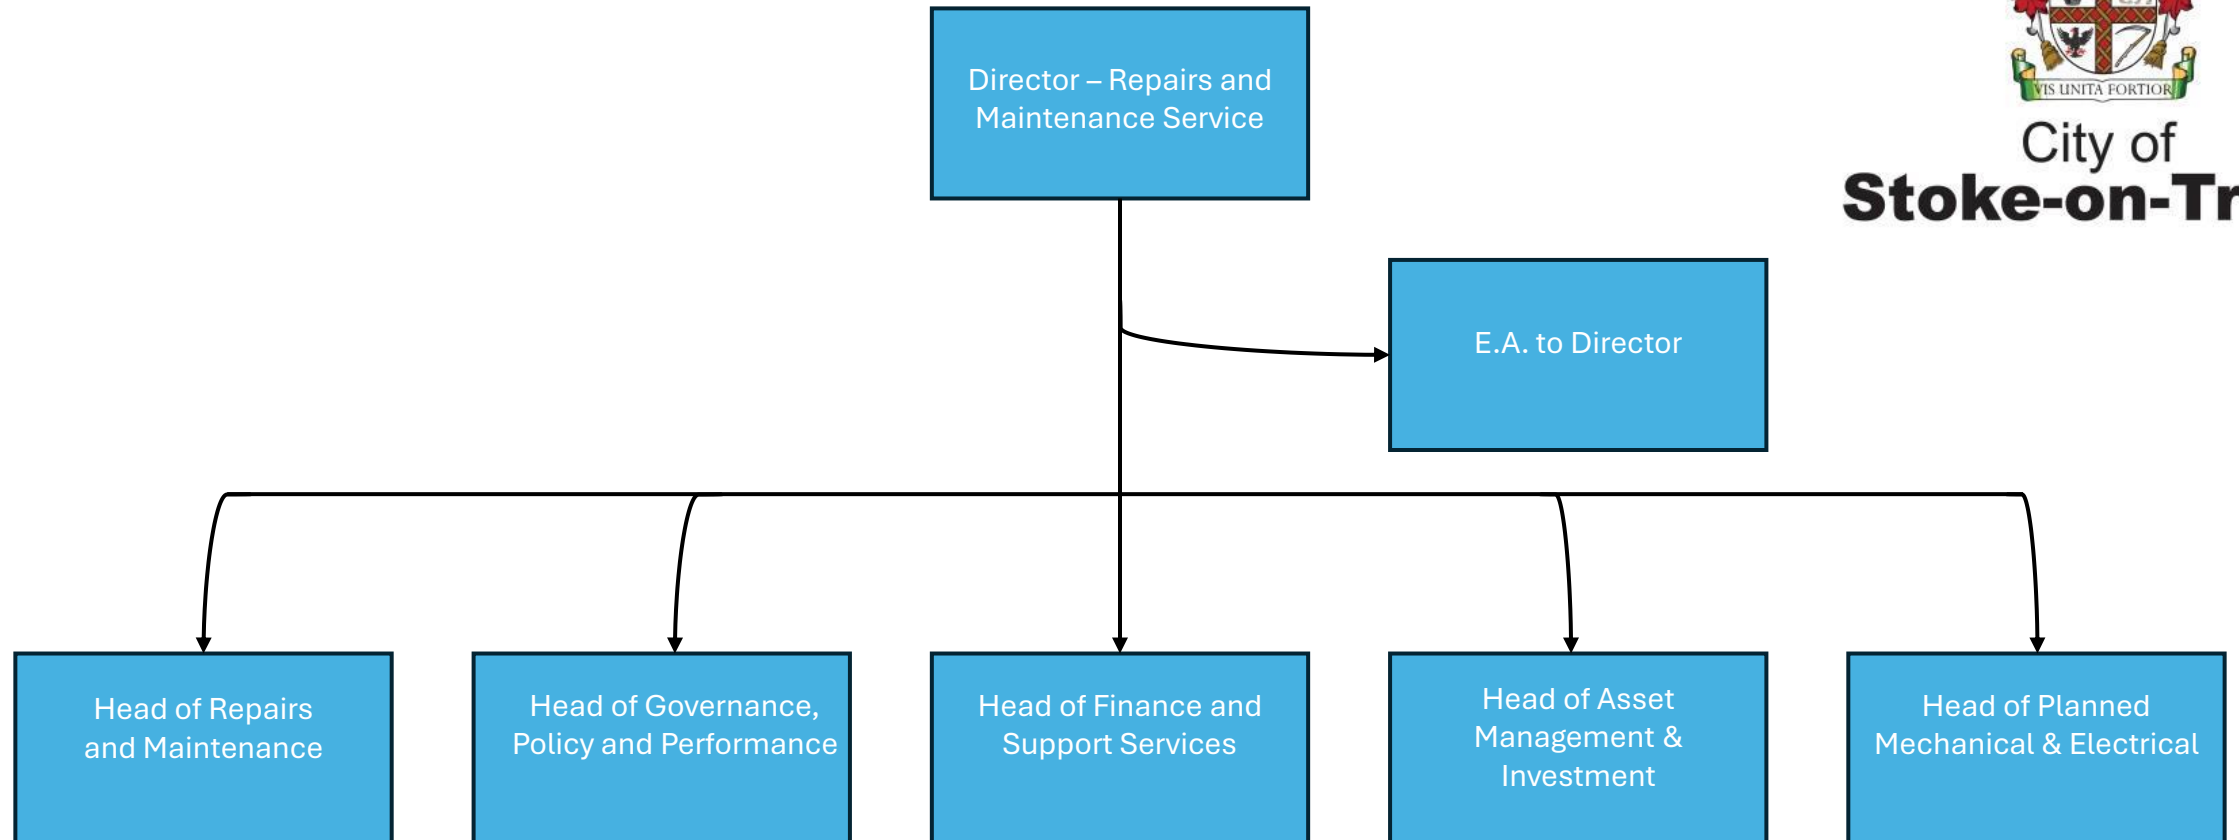 Director – Repairs and
Maintenance Service
VIS UNITA FORTIOR
City of
Stoke-on-Tr
E.A. to Director
Head of Repairs
and Maintenance
Head of Governance,
Policy and Performance
Head of Finance and
Support Services
Head of Asset
Management &
Investment
Head of Planned
Mechanical & Electrical